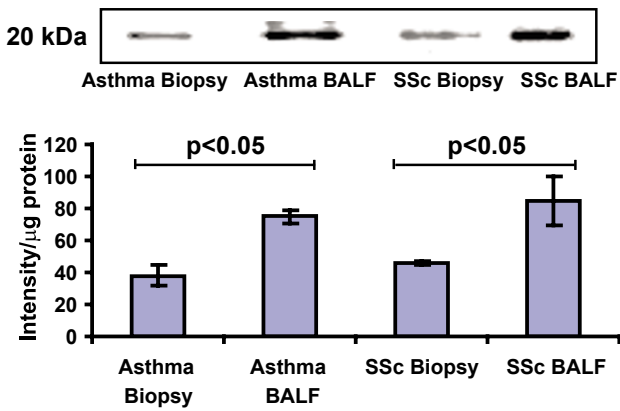 20 kDa
Asthma Biopsy Asthma BALF SSc Biopsy SSc BALF
p<0.05 p<0.05
Intensity/μg protein
120
100
80
60
40
20
0
Asthma Biopsy
Asthma BALF
SSc Biopsy
SSc BALF